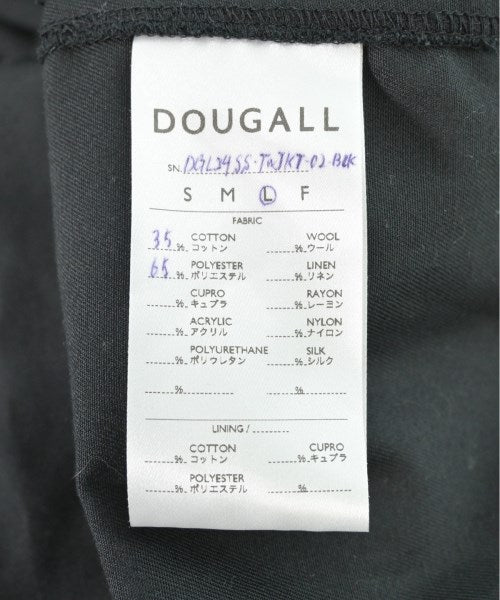 DOUGALL
SN. DGL24SS-TWJKT-02-BLK
S M L F
FABRIC
35 % COTTON コットン % WOOL ウール
65 % POLYESTER ポリエステル % LINEN リネン
% CUPRO キュプラ % RAYON レーヨン
% ACRYLIC アクリル % NYLON ナイロン
% POLYURETHANE ポリウレタン % SILK シルク
% %
LINING /
% COTTON コットン % CUPRO キュプラ
% POLYESTER ポリエステル %